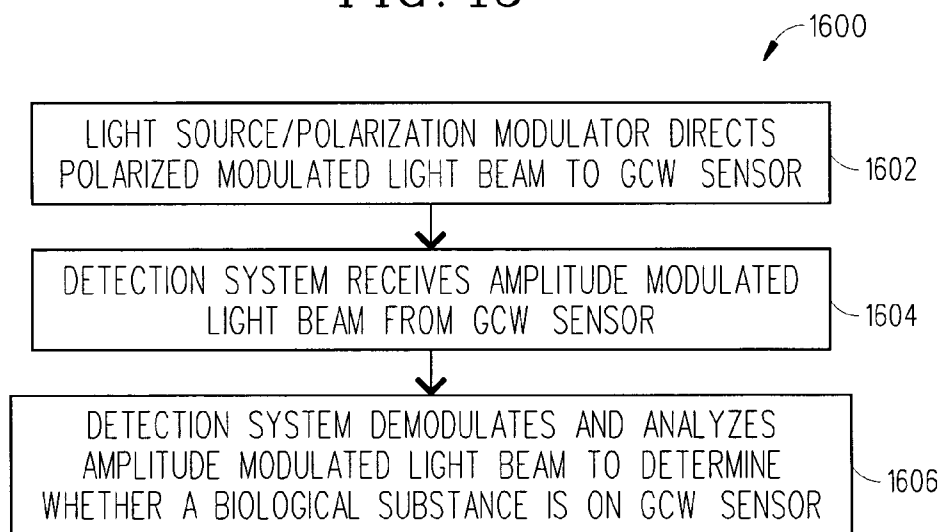 1600
LIGHT SOURCE/POLARIZATION MODULATOR DIRECTS
POLARIZED MODULATED LIGHT BEAM TO GCW SENSOR
1602
DETECTION SYSTEM RECEIVES AMPLITUDE MODULATED
LIGHT BEAM FROM GCW SENSOR
1604
DETECTION SYSTEM DEMODULATES AND ANALYZES
AMPLITUDE MODULATED LIGHT BEAM TO DETERMINE
WHETHER A BIOLOGICAL SUBSTANCE IS ON GCW SENSOR
1606